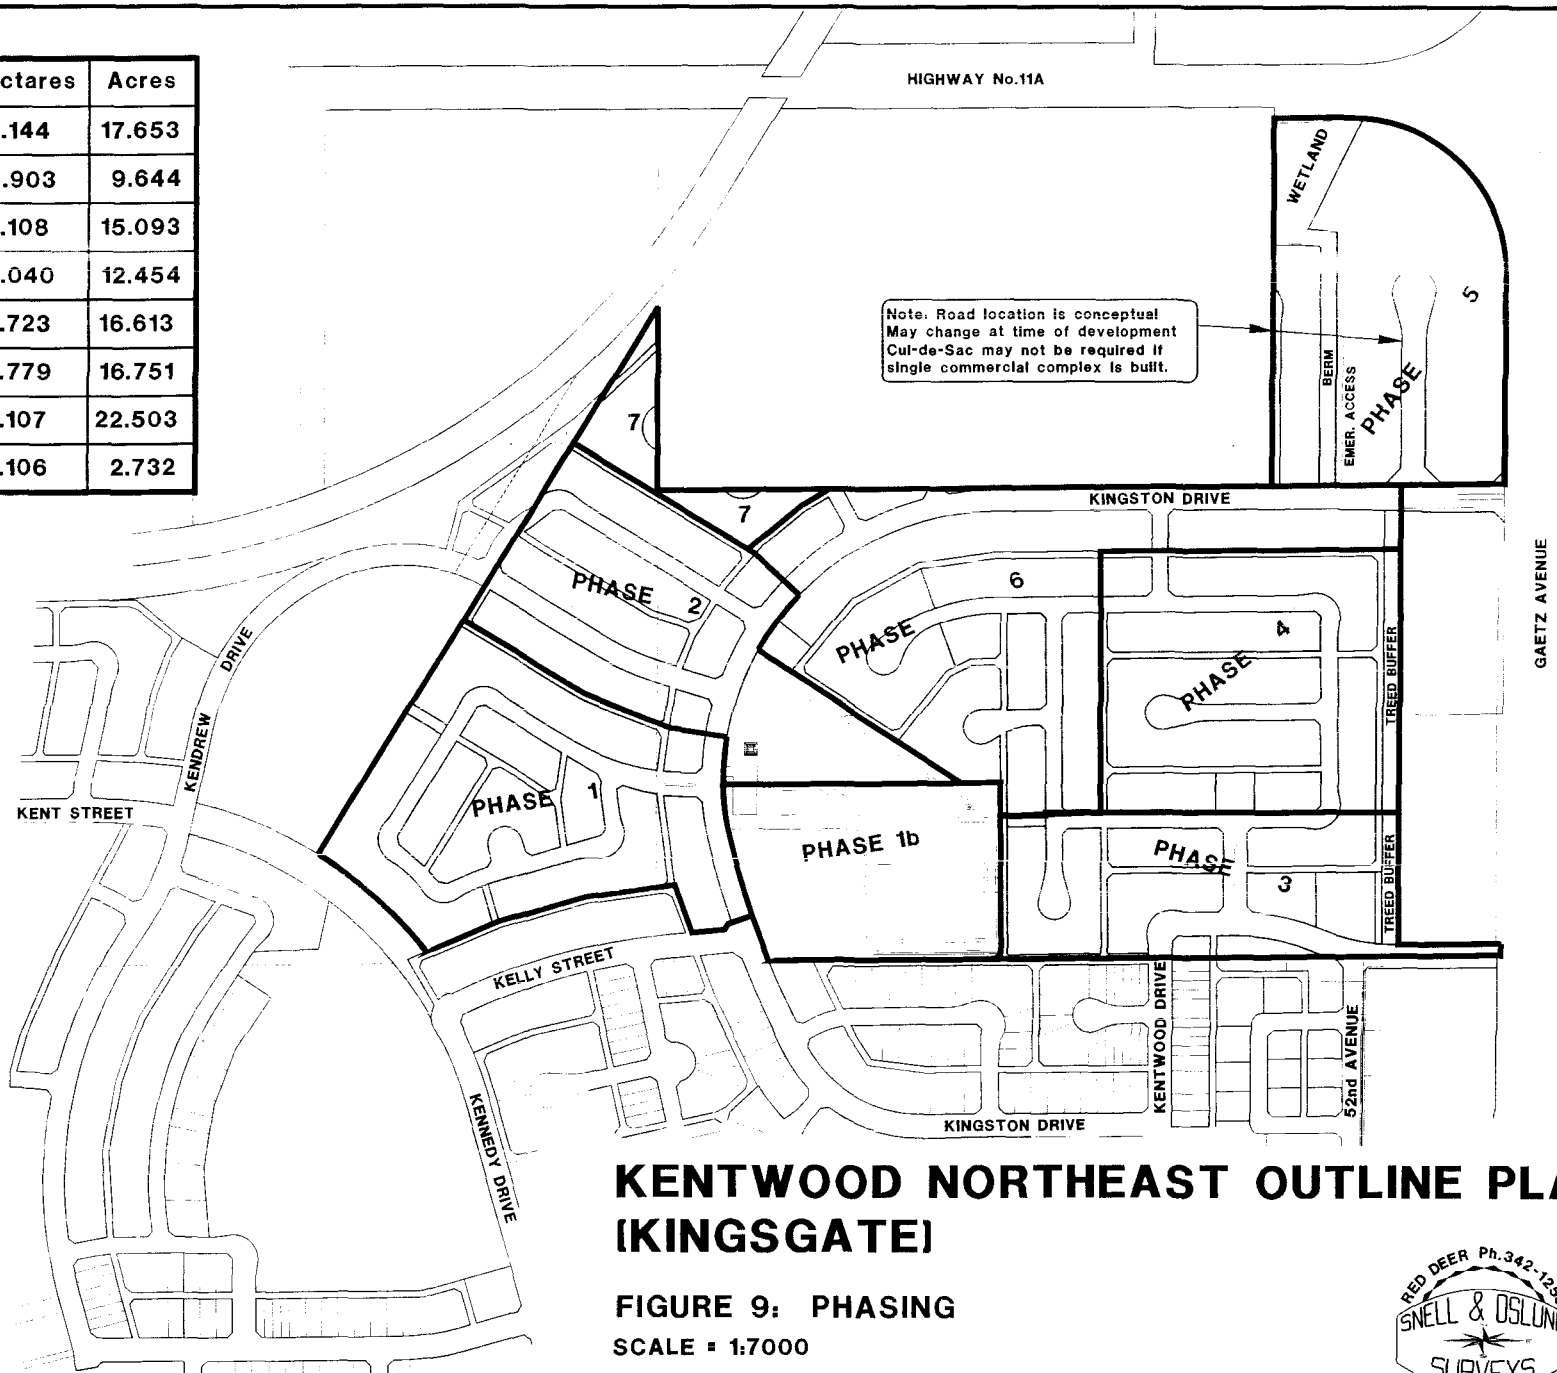 ctares Acres
.144 17.653
.903 9.644
.108 15.093
.040 12.454
.723 16.613
.779 16.751
.107 22.503
.106 2.732
HIGHWAY No.11A
WETLAND
5
Note: Road location is conceptual
May change at time of development
Cul-de-Sac may not be required if
single commercial complex is built.
BERM
EMER. ACCESS
PHASE
7
7
KINGSTON DRIVE
GAETZ AVENUE
PHASE 2
6
PHASE
4
PHASE
TREED BUFFER
DRIVE
KENDREW
KENT STREET
PHASE 1
PHASE 1b
PHASE
3
TREED BUFFER
KELLY STREET
KENTWOOD DRIVE
52nd AVENUE
KENNEDY DRIVE
KINGSTON DRIVE
KENTWOOD NORTHEAST OUTLINE PLA
(KINGSGATE)
FIGURE 9: PHASING
SCALE = 1:7000
RED DEER Ph.342-125
SNELL & OSLUN
SURVEYS